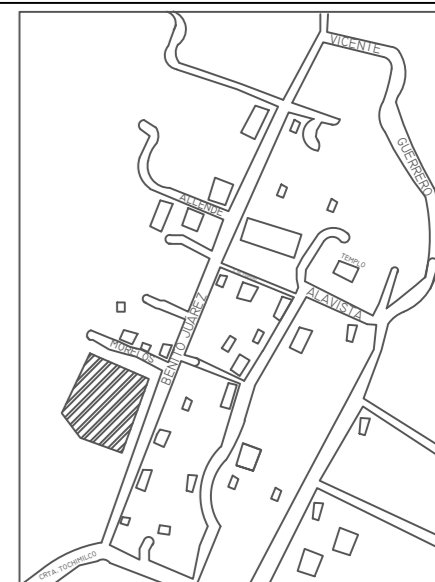 VICENTE
GUERRERO
ALLENDE
TEMPLO
ALAVISTA
BENITO JUAREZ
MORELOS
CRTA. TOCHIMILCO